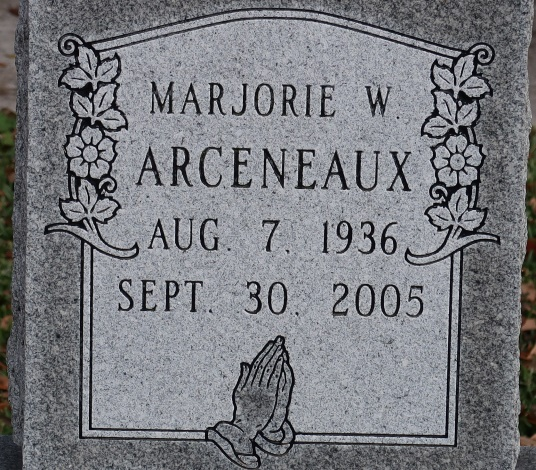 MARJORIE W.
ARCENEAUX
AUG. 7. 1936
SEPT. 30. 2005